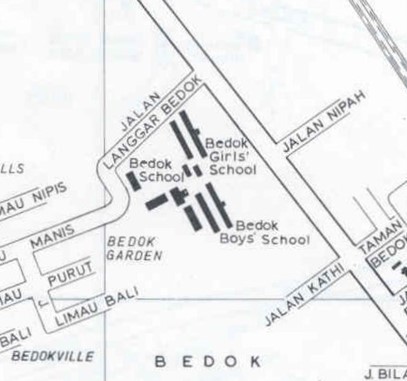 JALAN
LANGGAR BEDOK
JALAN NIPAH
Bedok
Girls'
School
Bedok
School
LLS
MAU NIPIS
MANIS
BEDOK
GARDEN
Bedok
Boys' School
TAMAN
BEDOK
PURUT
JALAN KATHI
LIMAU BALI
BALI
BEDOKVILLE
BEDOK
J. BILA